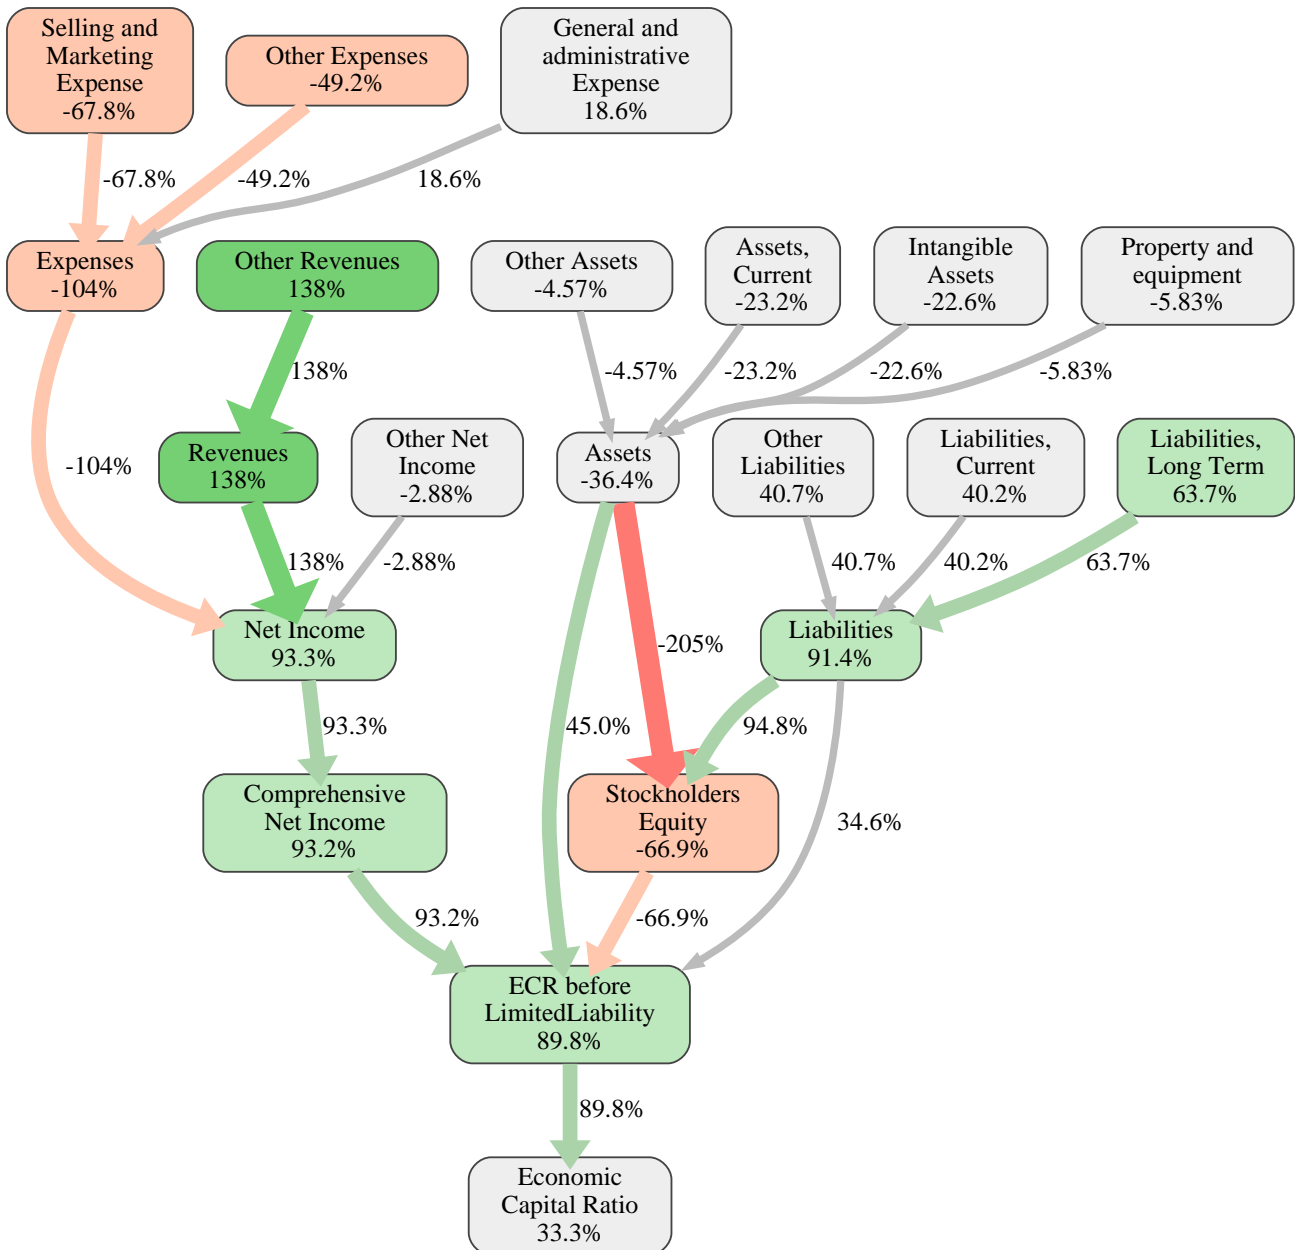 Selling and
Marketing
Expense
-67.8%
Other Expenses
-49.2%
General and
administrative
Expense
18.6%
-67.8%
-49.2%
18.6%
Expenses
-104%
Other Revenues
138%
Other Assets
-4.57%
Assets,
Current
-23.2%
Intangible
Assets
-22.6%
Property and
equipment
-5.83%
138%
-4.57%
-23.2%
-22.6%
-5.83%
-104%
Revenues
138%
Other Net
Income
-2.88%
Assets
-36.4%
Other
Liabilities
40.7%
Liabilities,
Current
40.2%
Liabilities,
Long Term
63.7%
138%
-2.88%
40.7%
40.2%
63.7%
Net Income
93.3%
-205%
Liabilities
91.4%
93.3%
45.0%
94.8%
Comprehensive
Net Income
93.2%
Stockholders
Equity
-66.9%
34.6%
93.2%
-66.9%
ECR before
LimitedLiability
89.8%
89.8%
Economic
Capital Ratio
33.3%